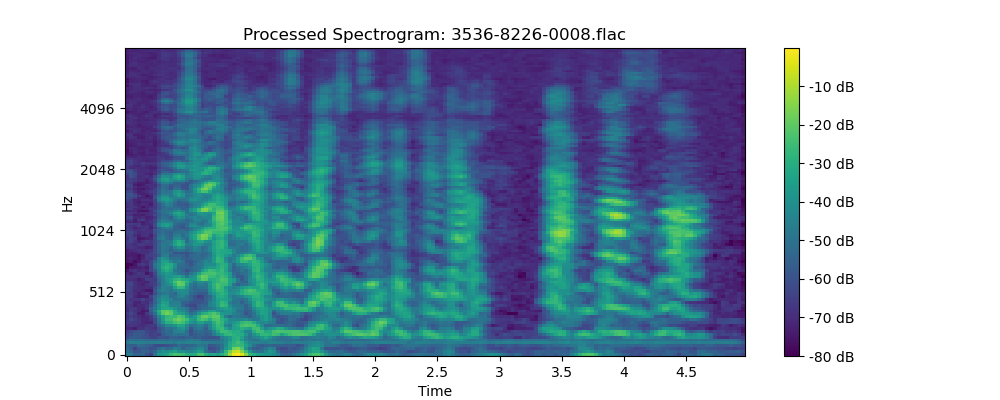 Processed Spectrogram: 3536-8226-0008.flac
Hz
4096
2048
1024
512
0
0 0.5 1 1.5 2 2.5 3 3.5 4 4.5
Time
-10 dB
-20 dB
-30 dB
-40 dB
-50 dB
-60 dB
-70 dB
-80 dB